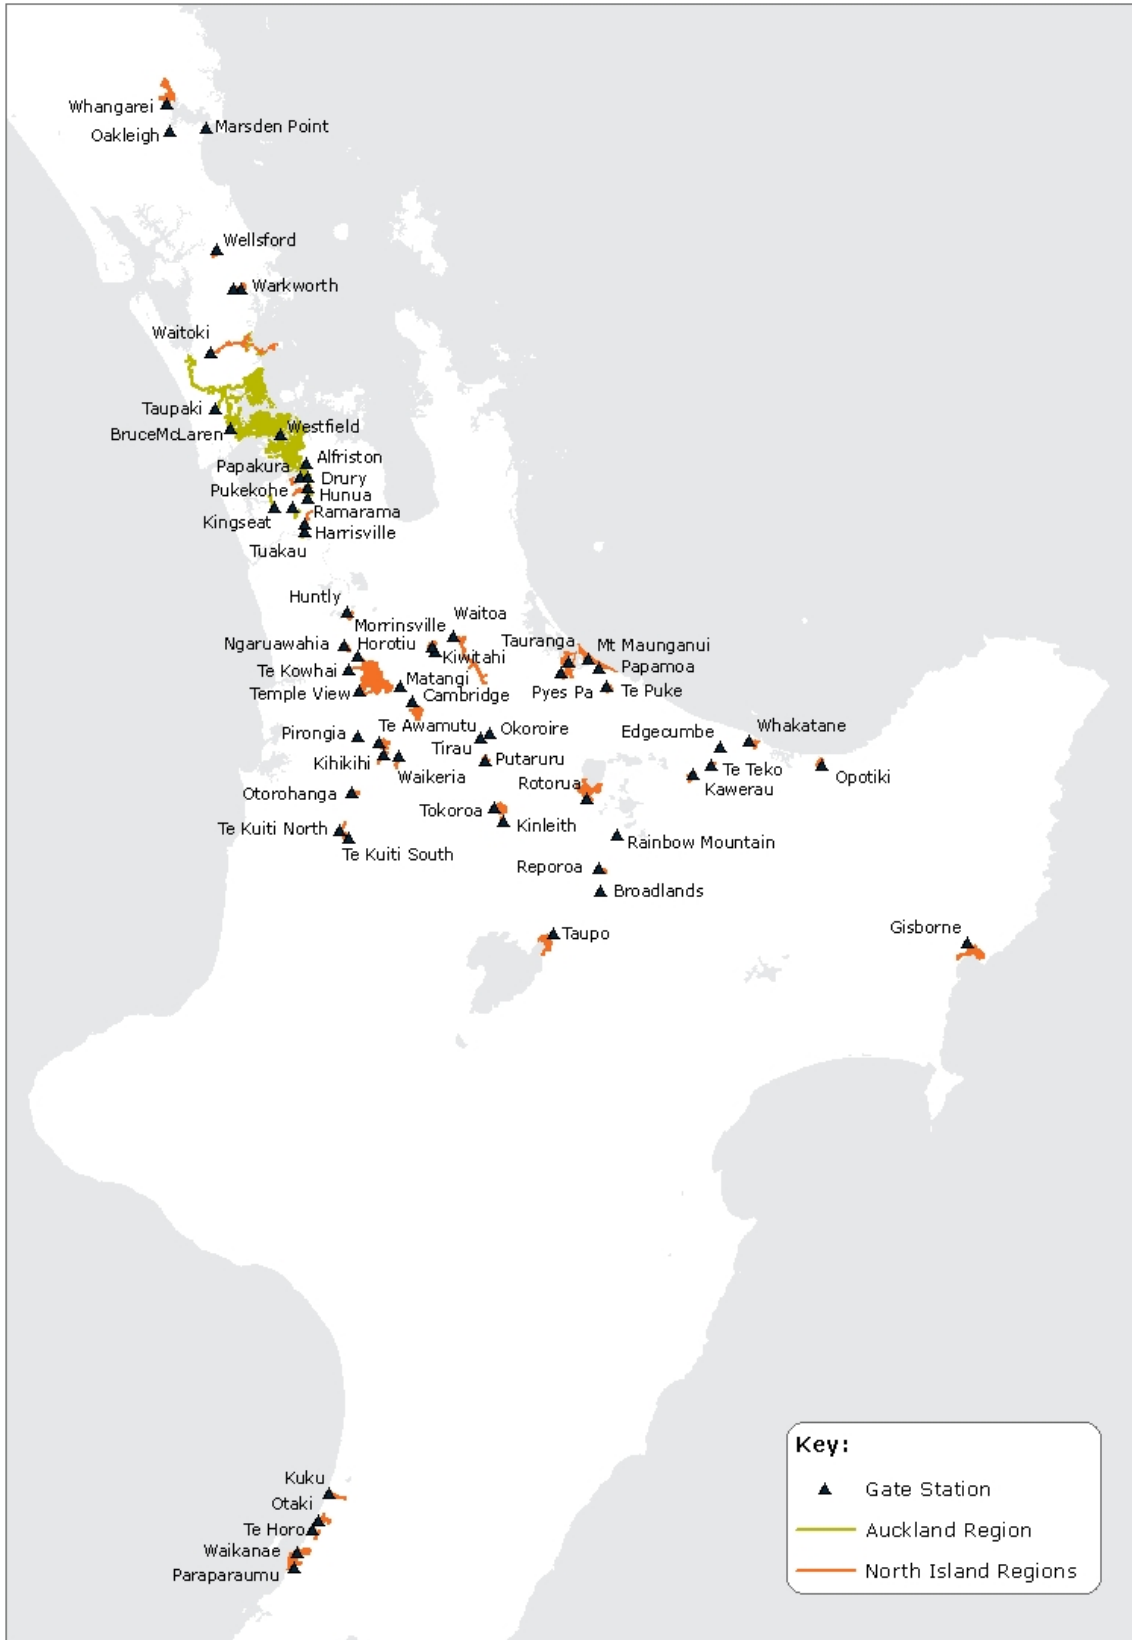 Whangarei
Marsden Point
Oakleigh
Wellsford
Warkworth
Waitoki
Taupaki
BruceMcLaren
Westfield
Alfriston
Papakura
Drury
Pukekohe
Hunua
Ramarama
Kingseat
Harrisville
Tuakau
Huntly
Waitoa
Morrinsville
Ngaruawahia
Horotiu
Tauranga
Mt Maunganui
Kiwitahi
Te Kowhai
Papamoa
Matangi
Temple View
Cambridge
Pyes Pa
Te Puke
Te Awamutu
Okoroire
Whakatane
Pirongia
Edgecumbe
Tirau
Kihikihi
Putaruru
Waikeria
Te Teko
Opotiki
Rotorua
Kawerau
Otorohanga
Tokoroa
Kinleith
Te Kuiti North
Rainbow Mountain
Te Kuiti South
Reporoa
Broadlands
Taupo
Gisborne
Kuku
Otaki
Te Horo
Waikanae
Paraparaumu
Key:
Gate Station
Auckland Region
North Island Regions